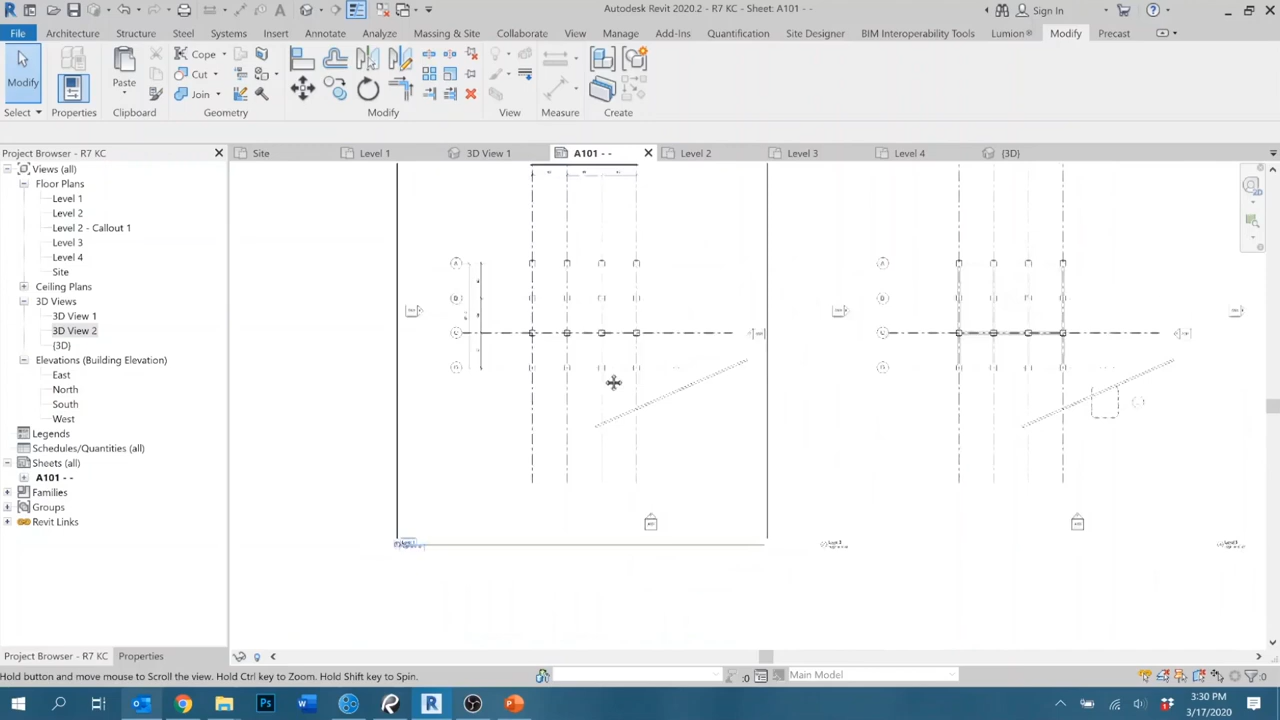 Autodesk Revit 2020.2 - R7 KC - Sheet: A101 - -
Sign In
File Architecture Structure Steel Systems Insert Annotate Analyze Massing & Site Collaborate View Manage Add-Ins Quantification Site Designer BIM Interoperability Tools Lumion® Modify Precast
Modify
Properties
Paste
Cope
Cut
Join
Select Properties Clipboard Geometry Modify View Measure Create
Project Browser - R7 KC
Site
Level 1
3D View 1
A101 - -
Level 2
Level 3
Level 4
(3D)
Views (all)
Floor Plans
Level 1
Level 2
Level 2 - Callout 1
Level 3
Level 4
Site
Ceiling Plans
3D Views
3D View 1
3D View 2
(3D)
Elevations (Building Elevation)
East
North
South
West
Legends
Schedules/Quantities (all)
Sheets (all)
A101 - -
Families
Groups
Revit Links
A
B
C
A
B
C
Project Browser - R7 KC Properties
Hold button and move mouse to Scroll the view. Hold Ctrl key to Zoom. Hold Shift key to Spin.
:0
Main Model
3:30 PM
3/17/2020